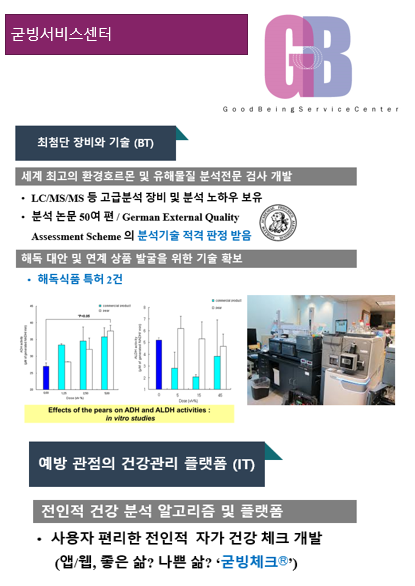 굳빙서비스센터
GB
GoodBeingServiceCenter
최첨단 장비와 기술 (BT)
세계 최고의 환경호르몬 및 유해물질 분석전문 검사 개발
• LC/MS/MS 등 고급분석 장비 및 분석 노하우 보유
• 분석 논문 50여 편 / German External Quality
Assessment Scheme 의 분석기술 적격 판정 받음
해독 대안 및 연계 상품 발굴을 위한 기술 확보
• 해독식품 특허 2건
Effects of the pears on ADH and ALDH activities :
in vitro studies
예방 관점의 건강관리 플랫폼 (IT)
전인적 건강 분석 알고리즘 및 플랫폼
• 사용자 편리한 전인적 자가 건강 체크 개발
(앱/웹, 좋은 삶? 나쁜 삶? ‘굳빙체크®’)